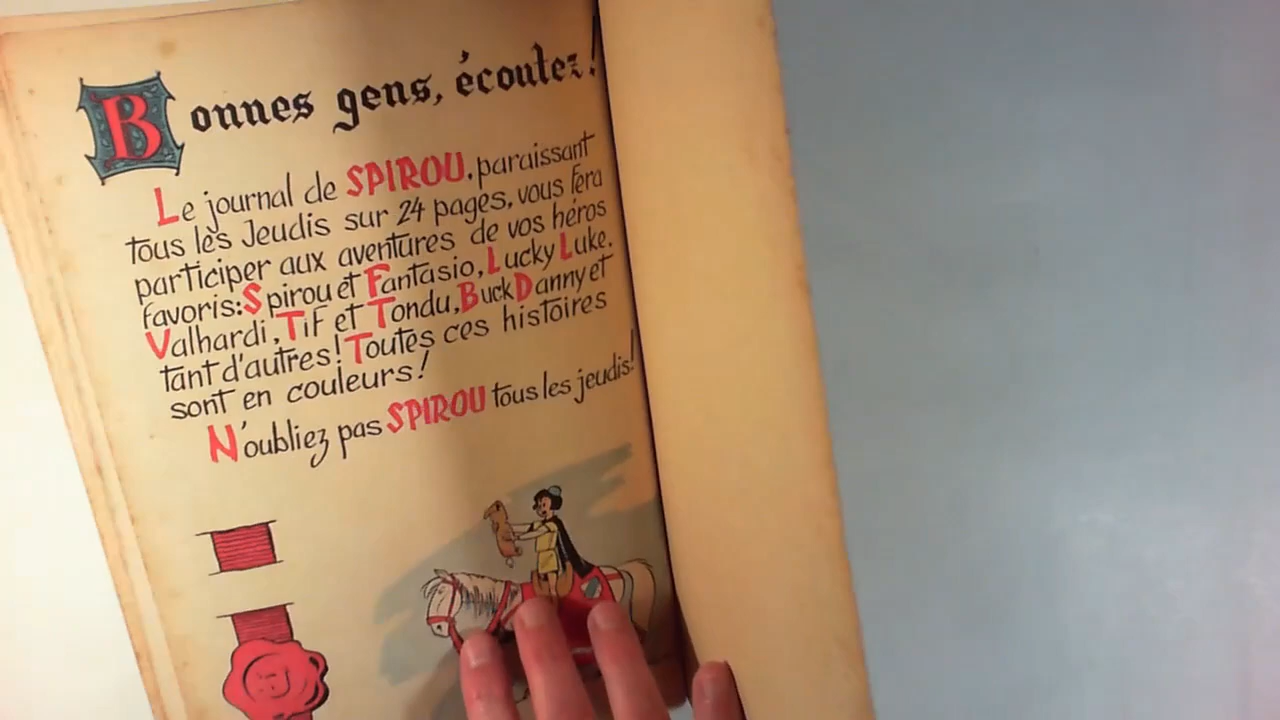 Bonnes gens, écoutez!
Le journal de SPIROU, paraissant
tous les Jeudis sur 24 pages, vous fera
participer aux aventures de vos héros
favoris: Spirou et Fantasio, Lucky Luke.
Valhardi, Tif et Tondu, Buck Danny et
tant d'autres! Toutes ces histoires
sont en couleurs!
N'oubliez pas SPIROU tous les jeudis!